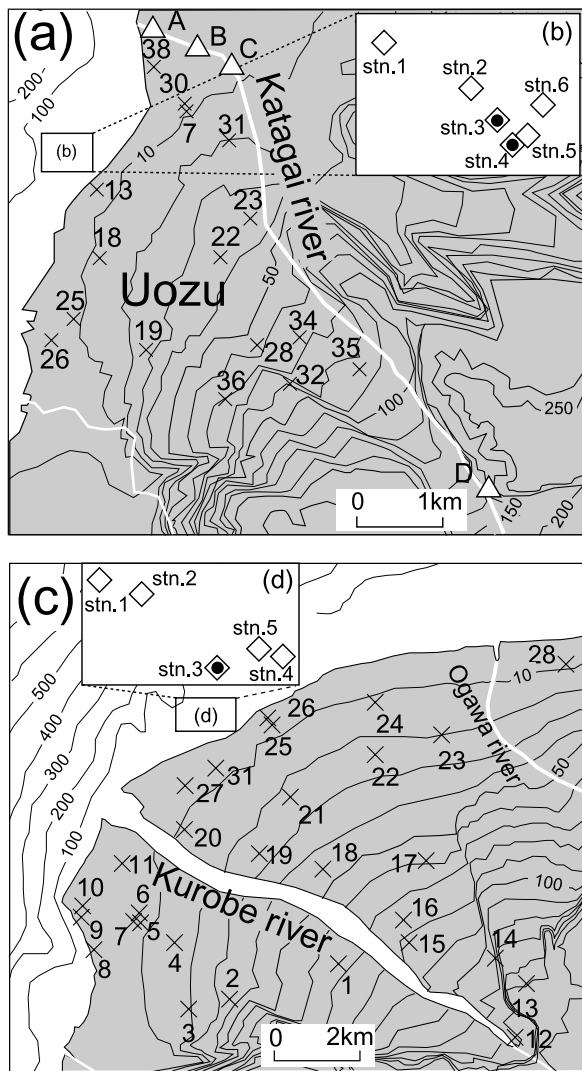 (a)
A
B
C
38
200
100
30
7
31
10
Katagai river
(b)
stn.1
stn.2
stn.6
stn.3
stn.5
stn.4
(b)
13
23
18
22
Uozu
50
25
26
19
34
28
35
32
36
100
250
D
0 1km
150
200
(c)
(d)
stn.1
stn.2
stn.5
stn.3
stn.4
500
400
300
200
100
(d)
Ogawa river
10
28
26
25
24
23
22
31
27
21
50
20
19
18
17
11
Kurobe river
100
10
9
8
6
7
5
4
16
15
14
2
1
3
13
12
0 2km